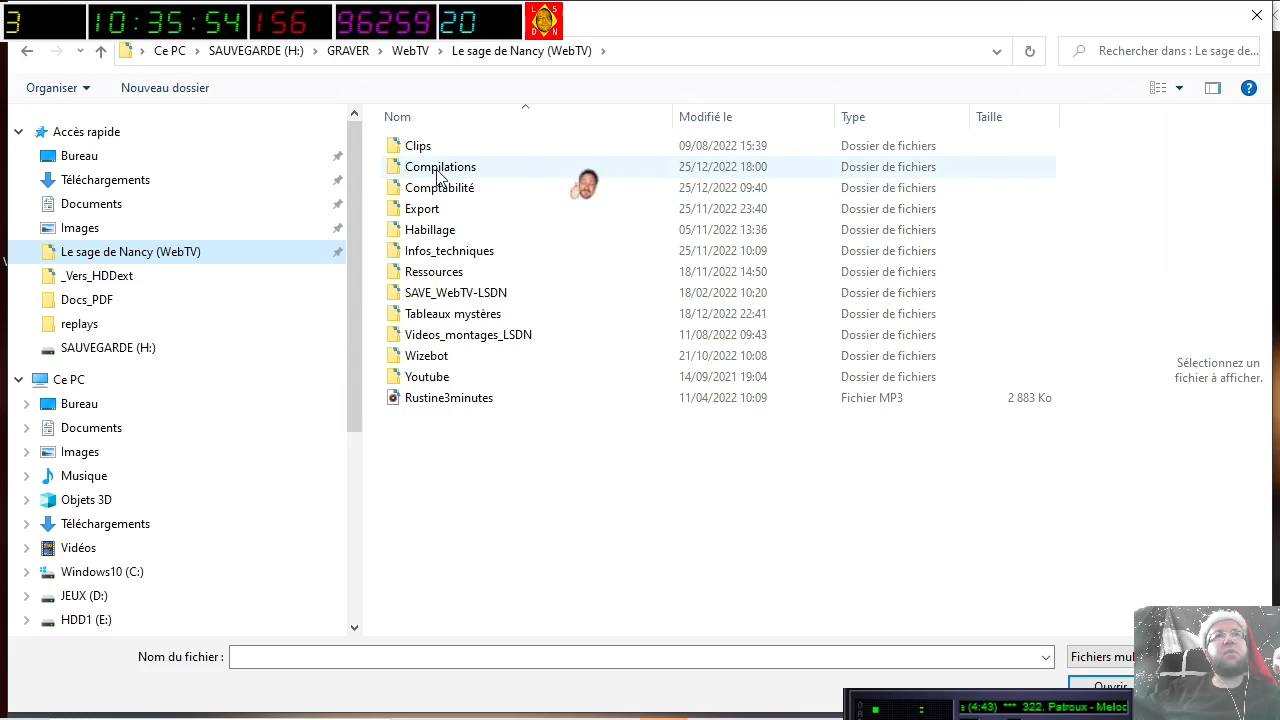 3 10:35:54 156 96259 20 L S D N
Ce PC SAUVEGARDE (H:) GRAVER WebTV Le sage de Nancy (WebTV) Rechercher dans : Le sage de...
Organiser Nouveau dossier
Accès rapide
Bureau
Téléchargements
Documents
Images
Le sage de Nancy (WebTV)
_Vers_HDDext
Docs_PDF
replays
SAUVEGARDE (H:)
Ce PC
Bureau
Documents
Images
Musique
Objets 3D
Téléchargements
Vidéos
Windows10 (C:)
JEUX (D:)
HDD1 (E:)
Nom Modifié le Type Taille
Clips 09/08/2022 15:39 Dossier de fichiers
Compilations 25/12/2022 18:00 Dossier de fichiers
Comptabilité 25/12/2022 09:40 Dossier de fichiers
Export 25/11/2022 23:40 Dossier de fichiers
Habillage 05/11/2022 13:36 Dossier de fichiers
Infos_techniques 25/11/2022 10:09 Dossier de fichiers
Ressources 18/11/2022 14:50 Dossier de fichiers
SAVE_WebTV-LSDN 18/02/2022 10:20 Dossier de fichiers
Tableaux mystères 18/12/2022 22:41 Dossier de fichiers
Videos_montages_LSDN 11/08/2022 09:43 Dossier de fichiers
Wizebot 21/10/2022 10:08 Dossier de fichiers
Youtube 14/09/2021 19:04 Dossier de fichiers
Rustine3minutes 11/04/2022 10:09 Fichier MP3 2 883 Ko
Sélectionnez un
fichier à afficher.
Nom du fichier : Fichiers mul
Ouvrir
(4:43) *** 322. Patroux - Meloc